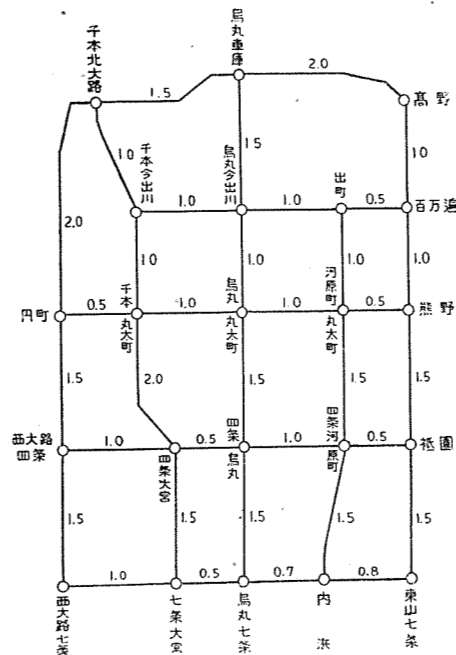 千本北大路
烏丸車庫
2.0
1.5
髙野
1.0
千本今出川
1.5
烏丸今出川
出町
1.0
2.0
1.0
1.0
0.5
百万遍
1.0
1.0
1.0
1.0
円町
0.5
千本丸太町
1.0
烏丸丸太町
1.0
河原町丸太町
0.5
熊野
1.5
2.0
1.5
1.5
1.5
西大路四条
1.0
四条大宮
0.5
四条烏丸
1.0
四条河原町
0.5
祗園
1.5
1.5
1.5
1.5
1.5
1.0
0.5
0.7
0.8
西大路七条
七条大宮
烏丸七条
内浜
東山七条